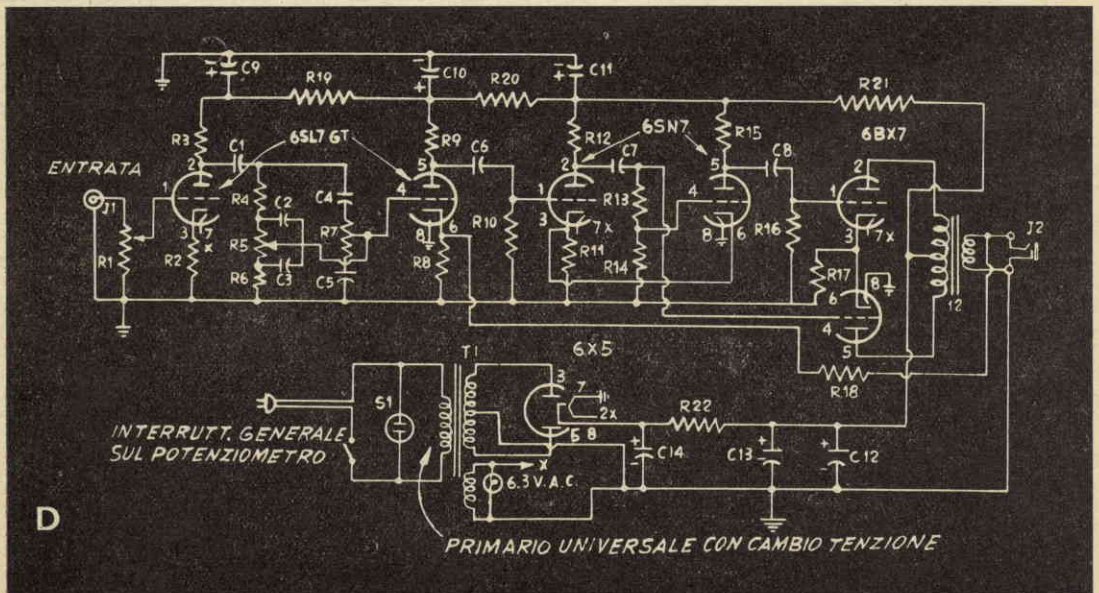 C9
C10
C11
R19
R20
R21
R3
C1
6SL7 GT
R9
C6
R12
6SN7
C7
R15
C8
6BX7
ENTRATA
J1
1
2
3
7
x
R1
R2
R4
R5
R6
C2
C3
C4
R7
C5
4
5
8
6
R8
R10
1
2
3
7x
R11
R13
R14
4
5
8
6
R16
1
2
3
7x
R17
8
6
4
5
12
J2
R18
T1
6X5
S1
3
7
2x
5
8
R22
C14
C13
C12
INTERRUTT. GENERALE
SUL POTENZIOMETRO
x
6.3 V. A.C.
D
PRIMARIO UNIVERSALE CON CAMBIO TENZIONE